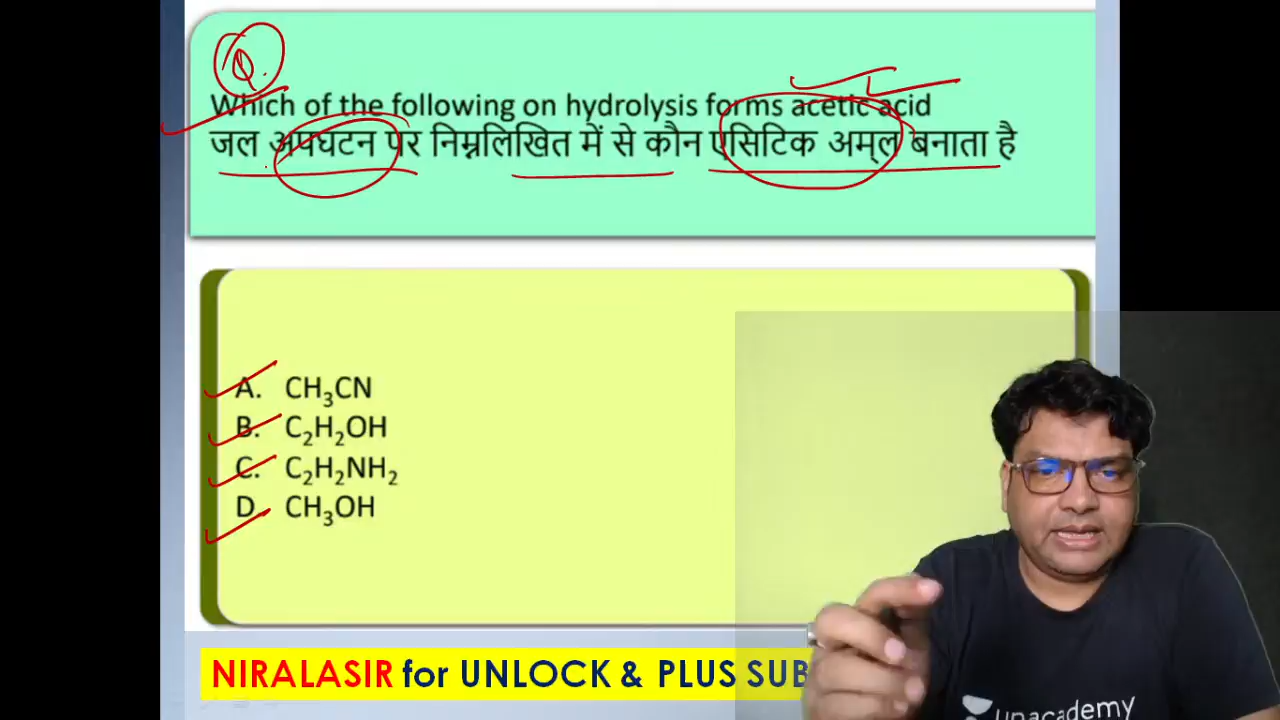 Q.
Which of the following on hydrolysis forms acetic acid
जल अपघटन पर निम्नलिखित में से कौन एसिटिक अम्ल बनाता है
A. CH₃CN
B. C₂H₂OH
C. C₂H₂NH₂
D. CH₃OH
NIRALASIR for UNLOCK & PLUS SUB
unacademy